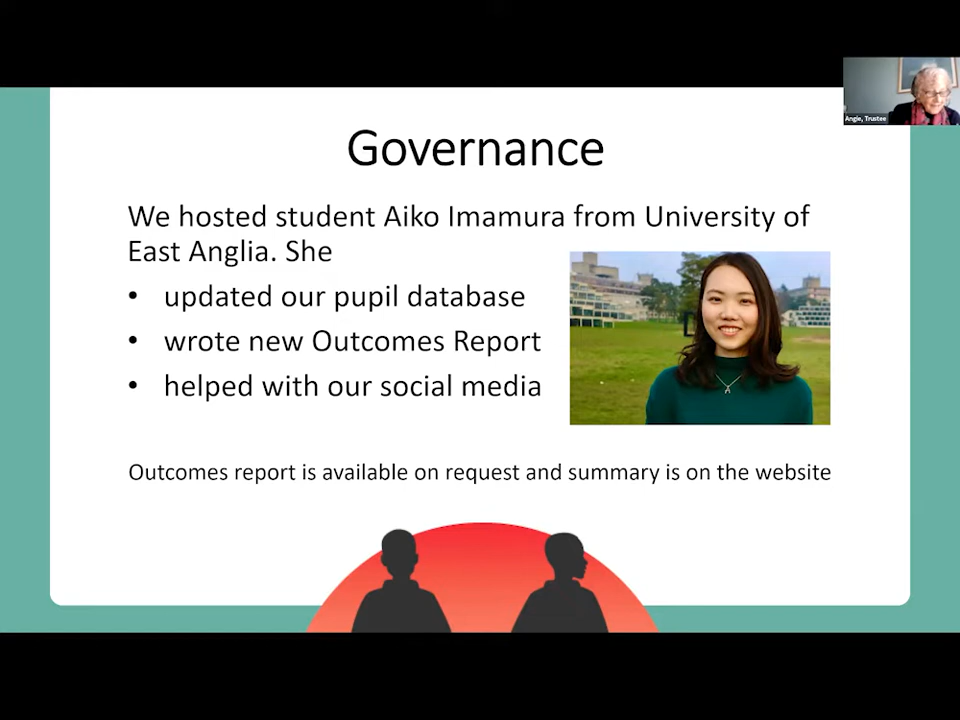 Angie, Trustee
Governance
We hosted student Aiko Imamura from University of
East Anglia. She
• updated our pupil database
• wrote new Outcomes Report
• helped with our social media
Outcomes report is available on request and summary is on the website